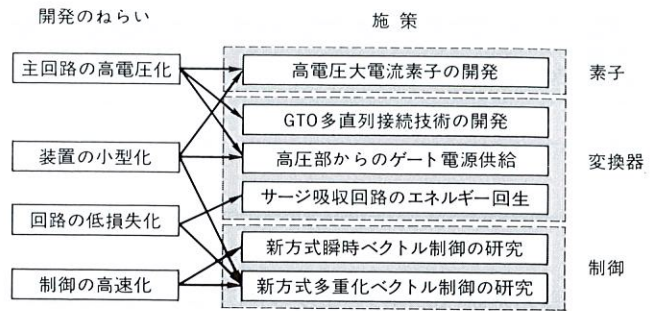 開発のねらい
施策
主回路の高電圧化
高電圧大電流素子の開発
素子
GTO多直列接続技術の開発
装置の小型化
高圧部からのゲート電源供給
変換器
サージ吸収回路のエネルギー回生
回路の低損失化
新方式瞬時ベクトル制御の研究
制御
制御の高速化
新方式多重化ベクトル制御の研究